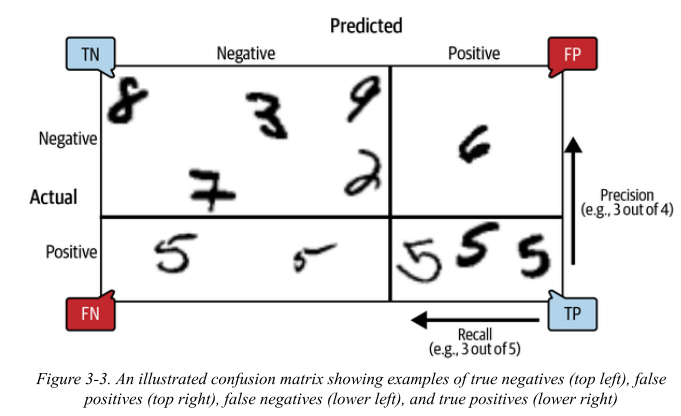 Predicted
TN Negative Positive FP
8 3 9
Negative 6
7 2
Actual
Precision
(e.g., 3 out of 4)
Positive 5 5 5 5 5
FN TP
Recall
(e.g., 3 out of 5)
Figure 3-3. An illustrated confusion matrix showing examples of true negatives (top left), false
positives (top right), false negatives (lower left), and true positives (lower right)